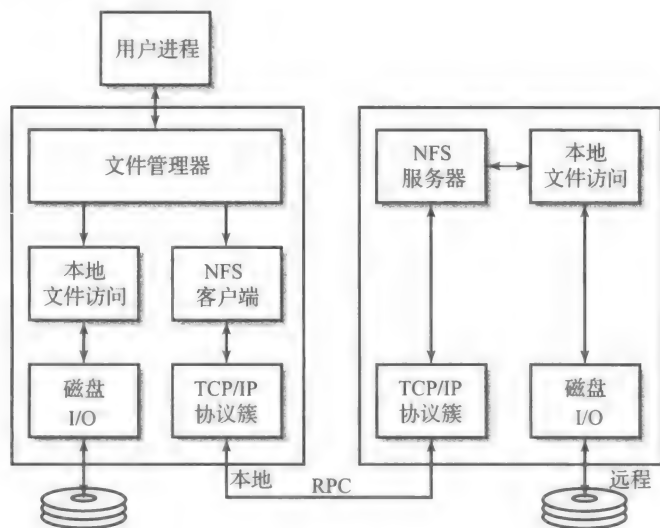 用户进程
文件管理器
本地
文件访问
NFS
客户端
磁盘
I/O
TCP/IP
协议簇
本地
NFS
服务器
本地
文件访问
TCP/IP
协议簇
磁盘
I/O
远程
RPC